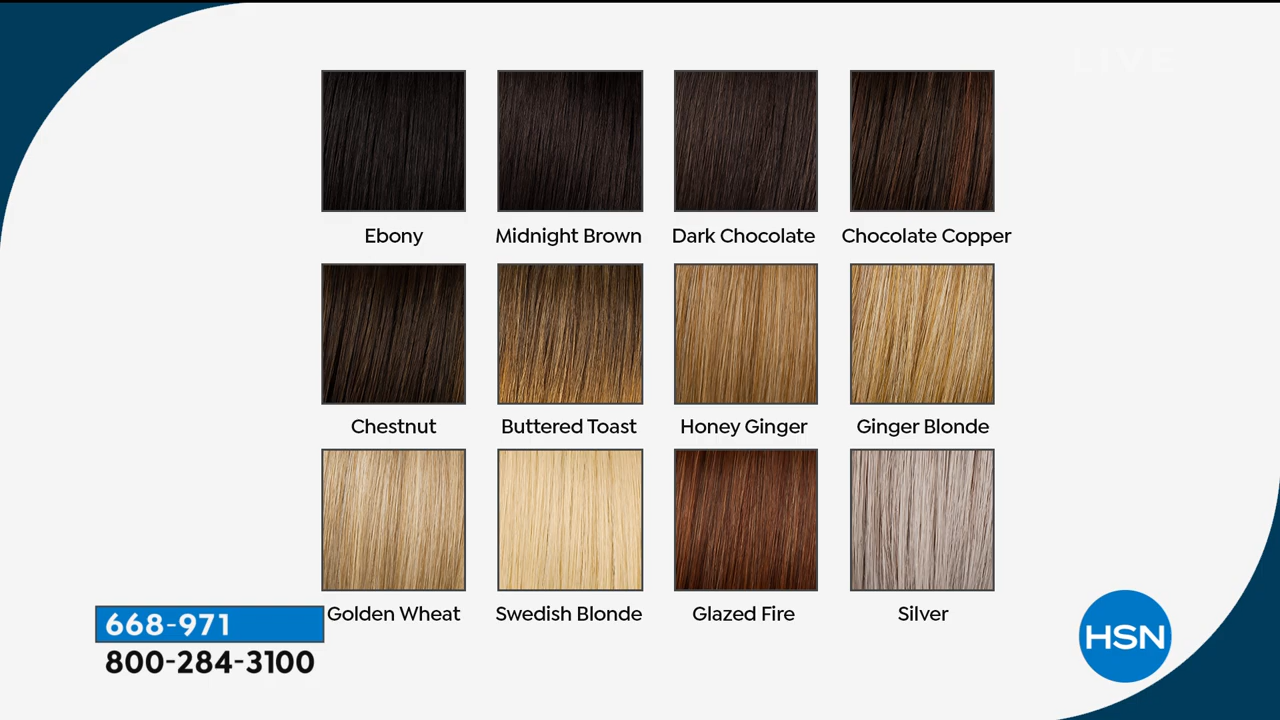 LIVE
Ebony
Midnight Brown
Dark Chocolate
Chocolate Copper
Chestnut
Buttered Toast
Honey Ginger
Ginger Blonde
Golden Wheat
Swedish Blonde
Glazed Fire
Silver
668-971
800-284-3100
HSN